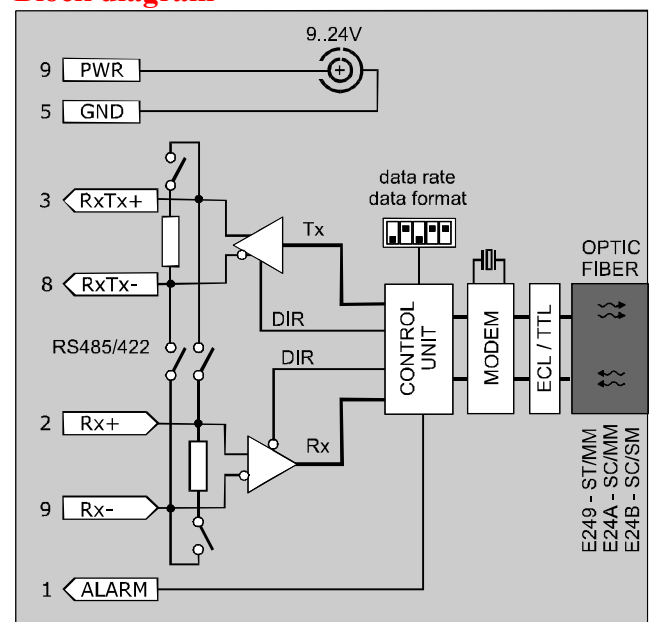 Block diagram
9..24V
9 PWR
5 GND
3 RxTx+
8 RxTx-
RS485/422
2 Rx+
9 Rx-
1 ALARM
Tx
DIR
DIR
Rx
data rate
data format
CONTROL
UNIT
MODEM
ECL / TTL
OPTIC
FIBER
E249 - ST/MM
E24A - SC/MM
E24B - SC/SM